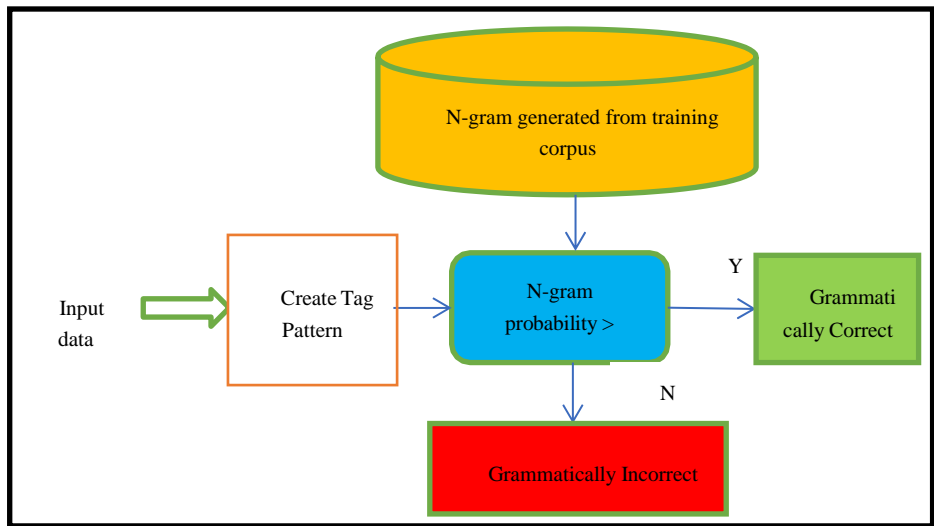 N-gram generated from training
corpus
Input
data
Create Tag
Pattern
N-gram
probability >
Y
Grammati
cally Correct
N
Grammatically Incorrect